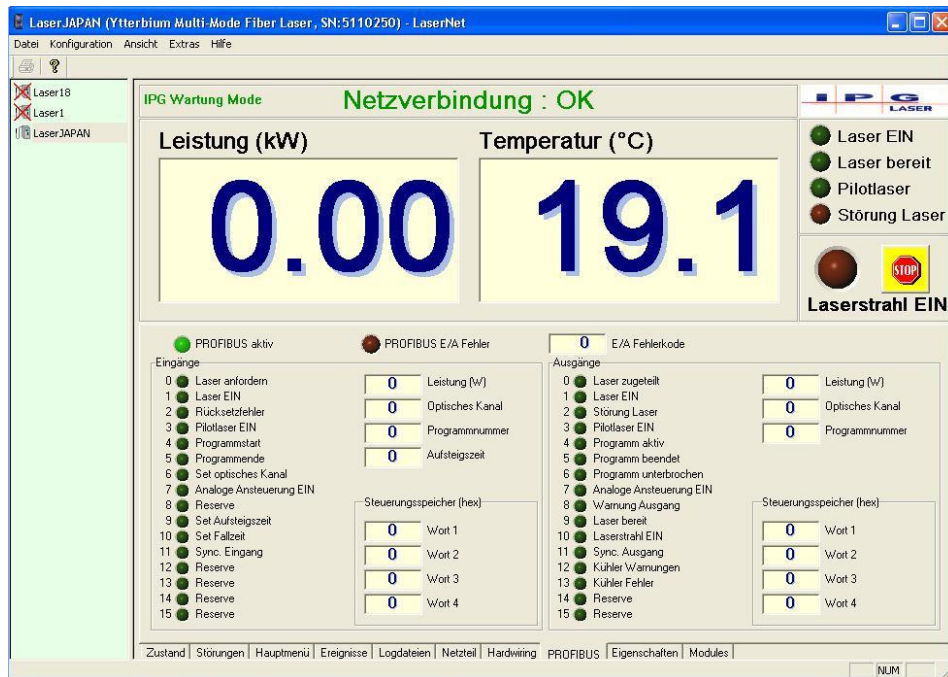 LaserJAPAN (Ytterbium Multi-Mode Fiber Laser, SN:5110250) - LaserNet
Datei Konfiguration Ansicht Extras Hilfe
Laser18
Laser1
LaserJAPAN
IPG Wartung Mode
Netzverbindung : OK
IPG
LASER
Leistung (kW)
Temperatur (°C)
0.00
19.1
Laser EIN
Laser bereit
Pilotlaser
Störung Laser
STOP
Laserstrahl EIN
PROFIBUS aktiv
PROFIBUS E/A Fehler
0 E/A Fehlerkode
Eingänge
0 Laser anfordern
1 Laser EIN
2 Rücksetzfehler
3 Pilotlaser EIN
4 Programmstart
5 Programmende
6 Set optisches Kanal
7 Analoge Ansteuerung EIN
8 Reserve
9 Set Aufsteigszeit
10 Set Fallzeit
11 Sync. Eingang
12 Reserve
13 Reserve
14 Reserve
15 Reserve
0 Leistung (W)
0 Optisches Kanal
0 Programmnummer
0 Aufsteigszeit
Steuerungsspeicher (hex)
0 Wort 1
0 Wort 2
0 Wort 3
0 Wort 4
Ausgänge
0 Laser zugeteilt
1 Laser EIN
2 Störung Laser
3 Pilotlaser EIN
4 Programm aktiv
5 Programm beendet
6 Programm unterbrochen
7 Analoge Ansteuerung EIN
8 Warnung Ausgang
9 Laser bereit
10 Laserstrahl EIN
11 Sync. Ausgang
12 Kühler Warnungen
13 Kühler Fehler
14 Reserve
15 Reserve
0 Leistung (W)
0 Optisches Kanal
0 Programmnummer
Steuerungsspeicher (hex)
0 Wort 1
0 Wort 2
0 Wort 3
0 Wort 4
Zustand Störungen Hauptmenü Ereignisse Logdateien Netzteil Hardwiring PROFIBUS Eigenschaften Modules
NUM